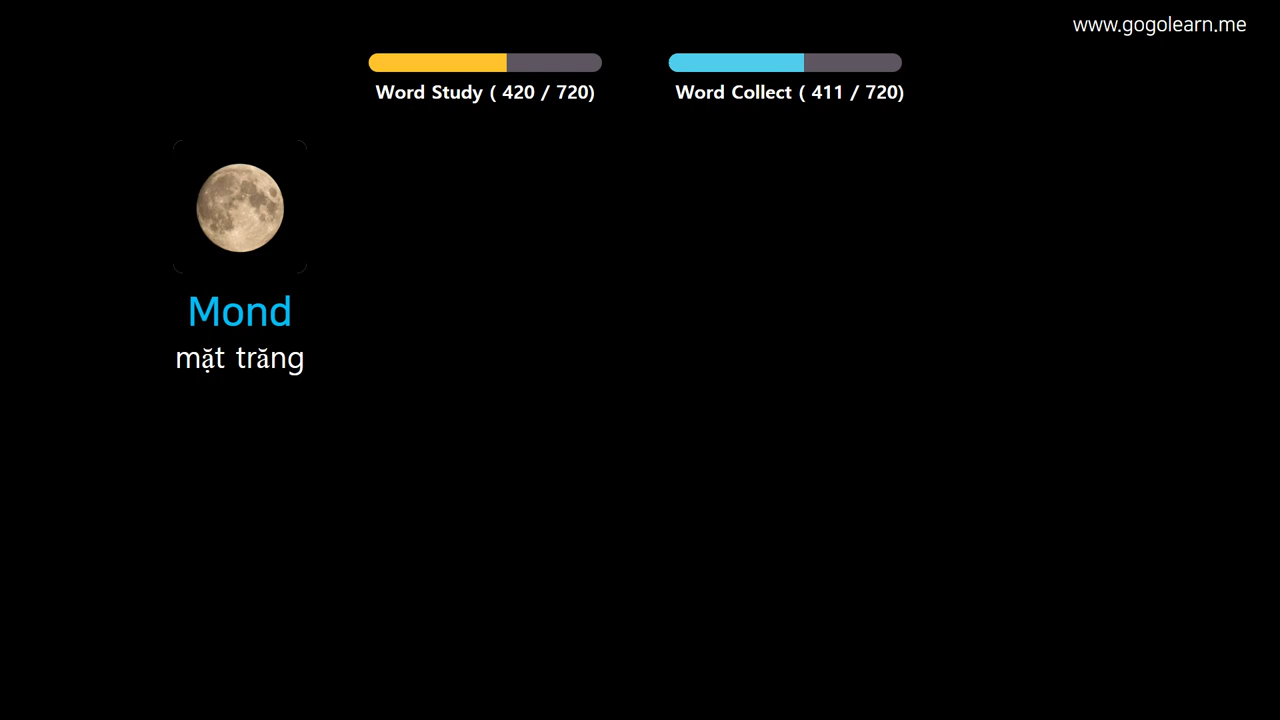 www.gogolearn.me
Word Study ( 420 / 720)
Word Collect ( 411 / 720)
Mond
mặt trăng